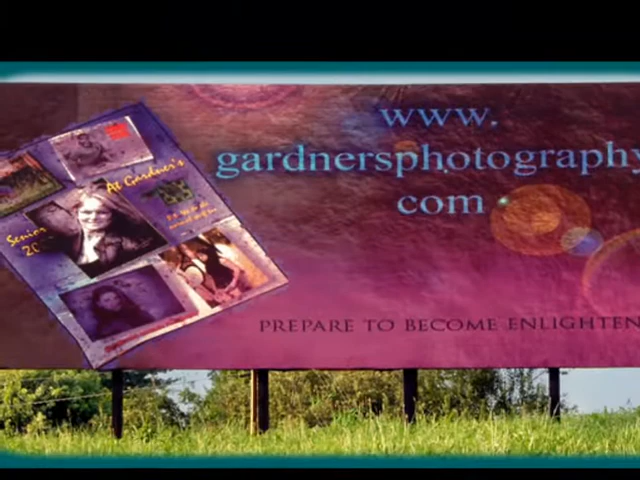 www.
gardnersphotography
com
At Gardner's
Senior
PREPARE TO BECOME ENLIGHTEN